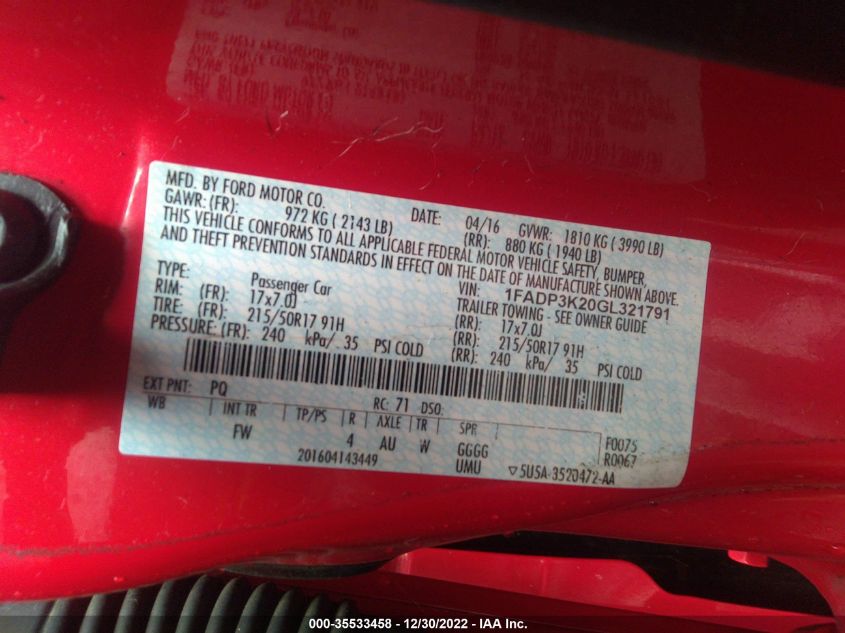 MFD. BY FORD MOTOR CO.
DATE: 04/16 GVWR: 1810 KG ( 3990 LB)
GAWR: (FR): 972 KG ( 2143 LB) (RR): 880 KG ( 1940 LB)
THIS VEHICLE CONFORMS TO ALL APPLICABLE FEDERAL MOTOR VEHICLE SAFETY, BUMPER,
AND THEFT PREVENTION STANDARDS IN EFFECT ON THE DATE OF MANUFACTURE SHOWN ABOVE.
VIN: 1FADP3K20GL321791
TYPE: Passenger Car TRAILER TOWING - SEE OWNER GUIDE
RIM: (FR): 17x7.0J (RR): 17x7.0J
TIRE: (FR): 215/50R17 91H (RR): 215/50R17 91H
PRESSURE: (FR): 240 kPa/ 35 PSI COLD (RR): 240 kPa/ 35 PSI COLD
EXT PNT: PQ RC: 71 DSO:
WB INT TR TP/PS R AXLE TR SPR F0075
FW 4 AU W GGGG R0067
201604143449 UMU ▽5U5A-3520472-AA
000-35533458 - 12/30/2022 - IAA Inc.